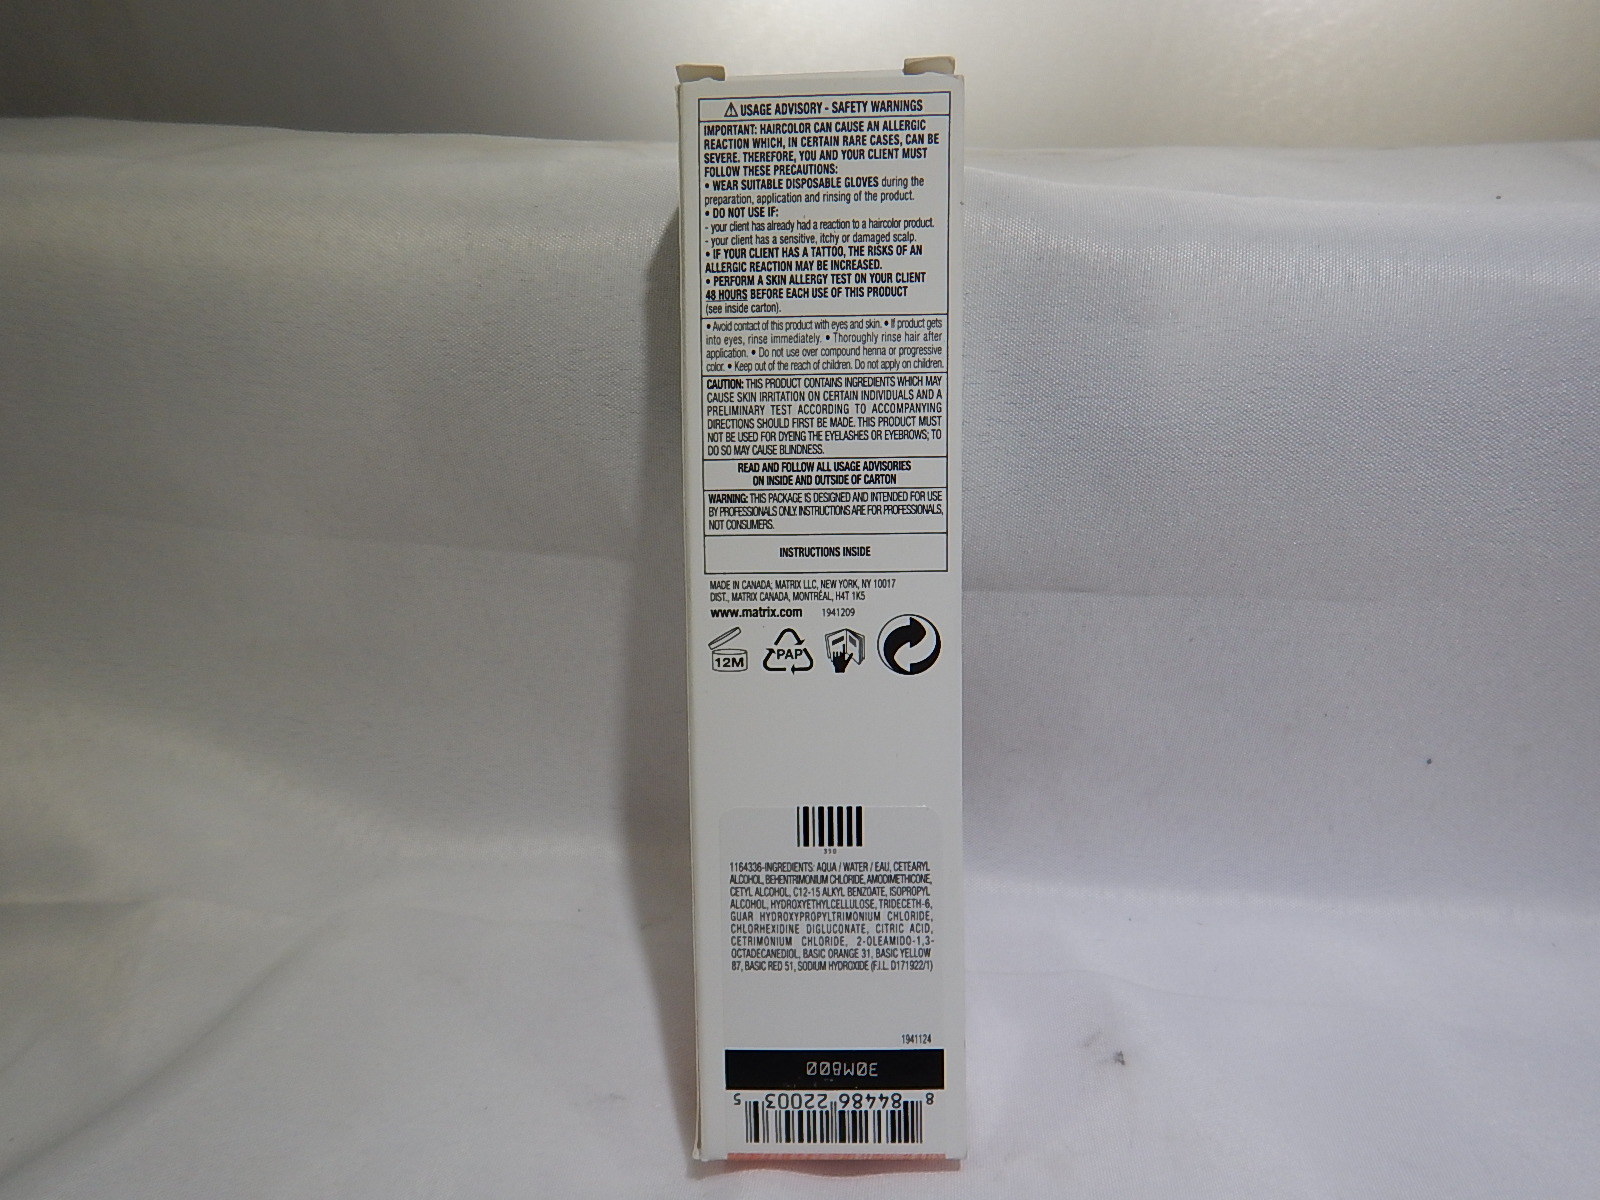 ⚠ USAGE ADVISORY - SAFETY WARNINGS
IMPORTANT: HAIRCOLOR CAN CAUSE AN ALLERGIC
REACTION WHICH, IN CERTAIN RARE CASES, CAN BE
SEVERE. THEREFORE, YOU AND YOUR CLIENT MUST
FOLLOW THESE PRECAUTIONS:
• WEAR SUITABLE DISPOSABLE GLOVES during the
preparation, application and rinsing of the product.
• DO NOT USE IF:
- your client has already had a reaction to a haircolor product.
- your client has a sensitive, itchy or damaged scalp.
• IF YOUR CLIENT HAS A TATTOO, THE RISKS OF AN
ALLERGIC REACTION MAY BE INCREASED.
• PERFORM A SKIN ALLERGY TEST ON YOUR CLIENT
48 HOURS BEFORE EACH USE OF THIS PRODUCT
(see inside carton).
• Avoid contact of this product with eyes and skin. • If product gets
into eyes, rinse immediately. • Thoroughly rinse hair after
application. • Do not use over compound henna or progressive
color. • Keep out of the reach of children. Do not apply on children.
CAUTION: THIS PRODUCT CONTAINS INGREDIENTS WHICH MAY
CAUSE SKIN IRRITATION ON CERTAIN INDIVIDUALS AND A
PRELIMINARY TEST ACCORDING TO ACCOMPANYING
DIRECTIONS SHOULD FIRST BE MADE. THIS PRODUCT MUST
NOT BE USED FOR DYEING THE EYELASHES OR EYEBROWS; TO
DO SO MAY CAUSE BLINDNESS.
READ AND FOLLOW ALL USAGE ADVISORIES
ON INSIDE AND OUTSIDE OF CARTON
WARNING: THIS PACKAGE IS DESIGNED AND INTENDED FOR USE
BY PROFESSIONALS ONLY. INSTRUCTIONS ARE FOR PROFESSIONALS,
NOT CONSUMERS.
INSTRUCTIONS INSIDE
MADE IN CANADA; MATRIX LLC, NEW YORK, NY 10017
DIST., MATRIX CANADA, MONTRÉAL, H4T 1K5
www.matrix.com 1941209
12M PAP
310
1164336-INGREDIENTS: AQUA / WATER / EAU, CETEARYL
ALCOHOL, BEHENTRIMONIUM CHLORIDE, AMODIMETHICONE,
CETYL ALCOHOL, C12-15 ALKYL BENZOATE, ISOPROPYL
ALCOHOL, HYDROXYETHYLCELLULOSE, TRIDECETH-6,
GUAR HYDROXYPROPYLTRIMONIUM CHLORIDE,
CHLORHEXIDINE DIGLUCONATE, CITRIC ACID,
CETRIMONIUM CHLORIDE, 2-OLEAMIDO-1,3-
OCTADECANEDIOL, BASIC ORANGE 31, BASIC YELLOW
87, BASIC RED 51, SODIUM HYDROXIDE (F.I.L. D171922/1)
1941124
30M800
8 84486 22003 5